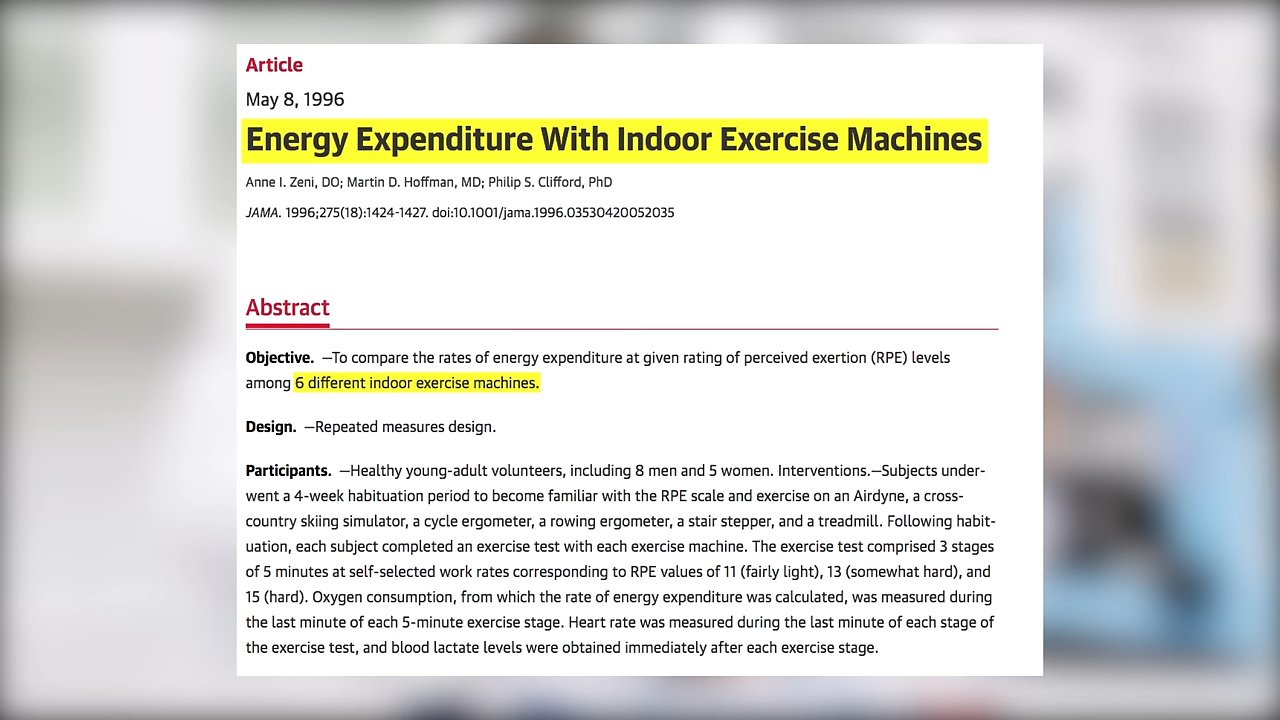 Article
May 8, 1996
Energy Expenditure With Indoor Exercise Machines
Anne I. Zeni, DO; Martin D. Hoffman, MD; Philip S. Clifford, PhD
JAMA. 1996;275(18):1424-1427. doi:10.1001/jama.1996.03530420052035
Abstract
Objective. —To compare the rates of energy expenditure at given rating of perceived exertion (RPE) levels
among 6 different indoor exercise machines.
Design. —Repeated measures design.
Participants. —Healthy young-adult volunteers, including 8 men and 5 women. Interventions.—Subjects under-
went a 4-week habituation period to become familiar with the RPE scale and exercise on an Airdyne, a cross-
country skiing simulator, a cycle ergometer, a rowing ergometer, a stair stepper, and a treadmill. Following habit-
uation, each subject completed an exercise test with each exercise machine. The exercise test comprised 3 stages
of 5 minutes at self-selected work rates corresponding to RPE values of 11 (fairly light), 13 (somewhat hard), and
15 (hard). Oxygen consumption, from which the rate of energy expenditure was calculated, was measured during
the last minute of each 5-minute exercise stage. Heart rate was measured during the last minute of each stage of
the exercise test, and blood lactate levels were obtained immediately after each exercise stage.